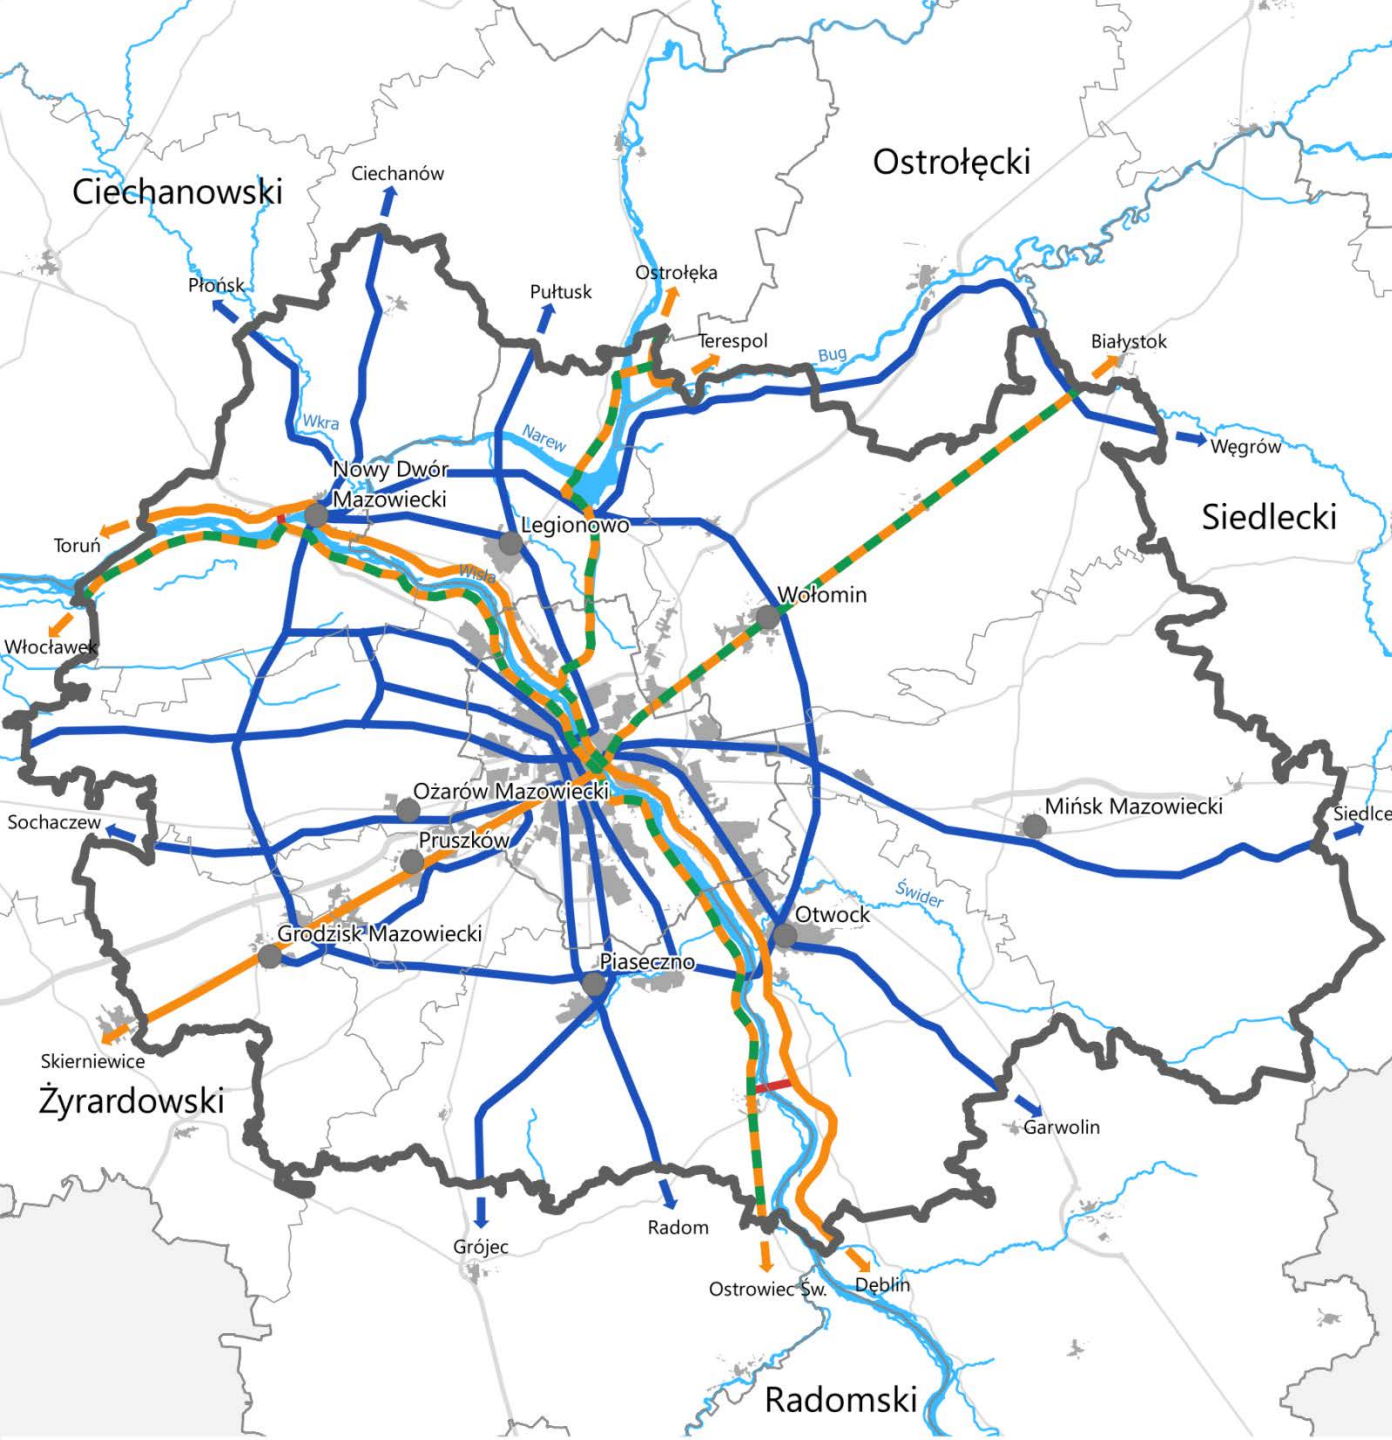 Ostrołęcki
Ciechanów
Ciechanowski
Ostrołęka
Płońsk
Pułtusk
Terespol
Białystok
Bug
Wkra
Narew
Węgrów
Nowy Dwór
Mazowiecki
Siedlecki
Legionowo
Toruń
Wisła
Wołomin
Włocławek
Ożarów Mazowiecki
Mińsk Mazowiecki
Siedlce
Sochaczew
Pruszków
Świder
Otwock
Grodzisk Mazowiecki
Piaseczno
Skierniewice
Żyrardowski
Garwolin
Radom
Grójec
Ostrowiec Św.
Dęblin
Radomski